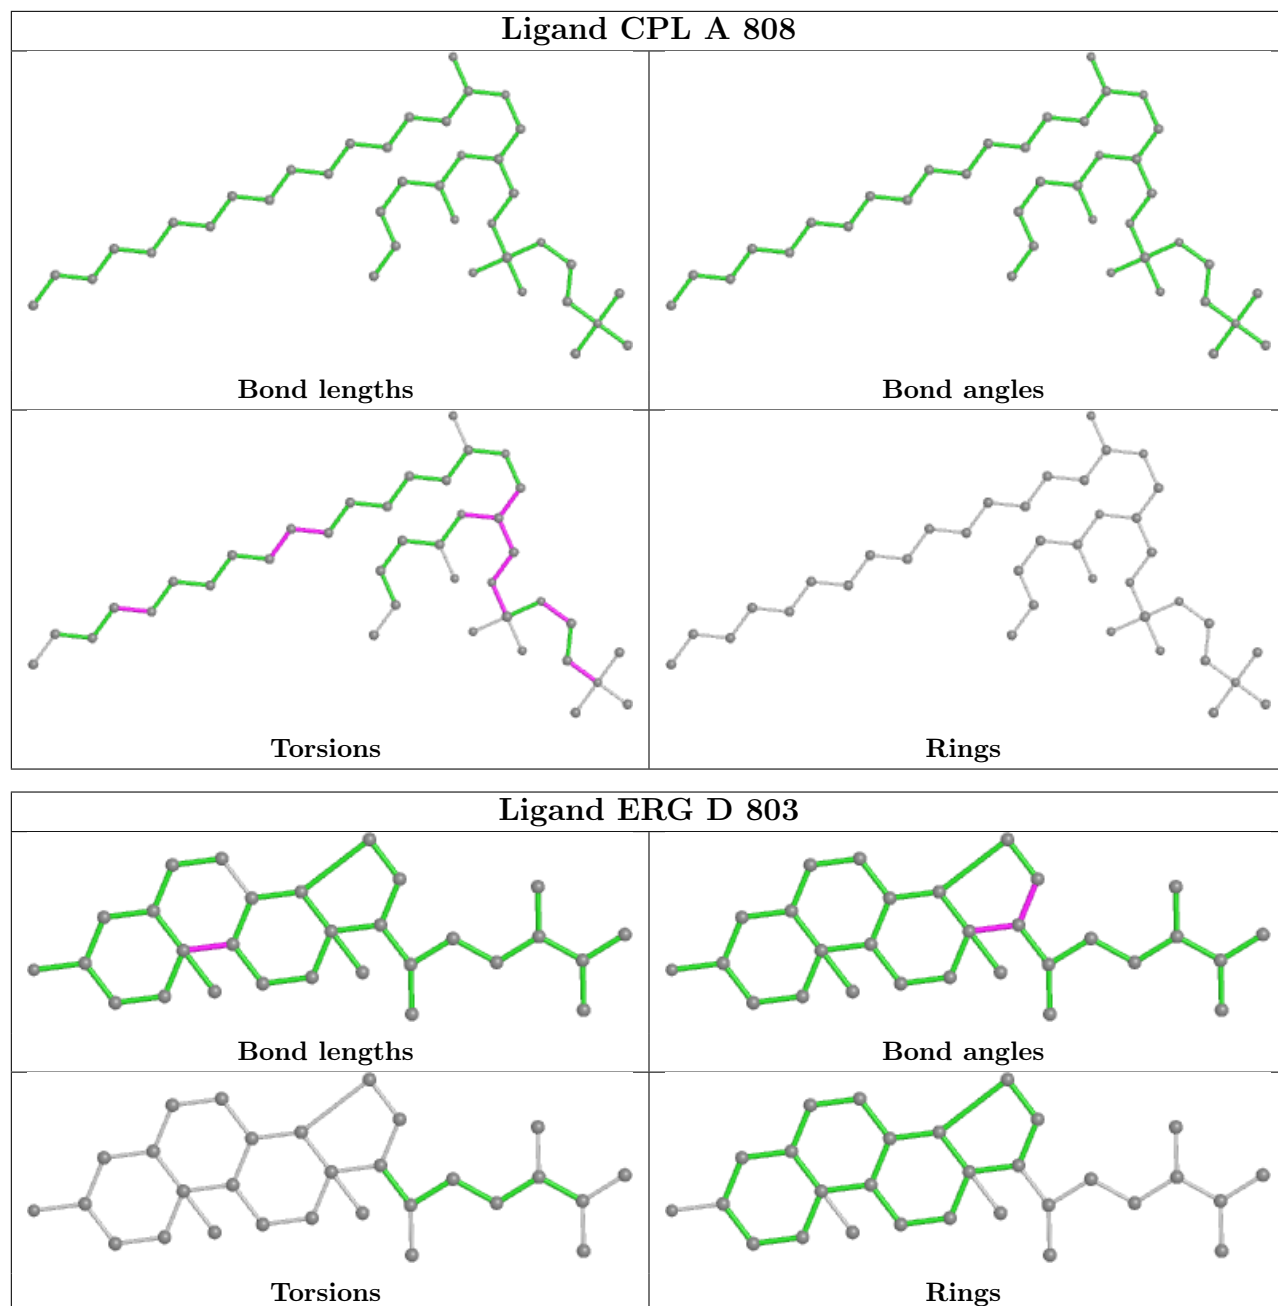 Ligand CPL A 808
Bond lengths
Bond angles
Torsions
Rings
Ligand ERG D 803
Bond lengths
Bond angles
Torsions
Rings